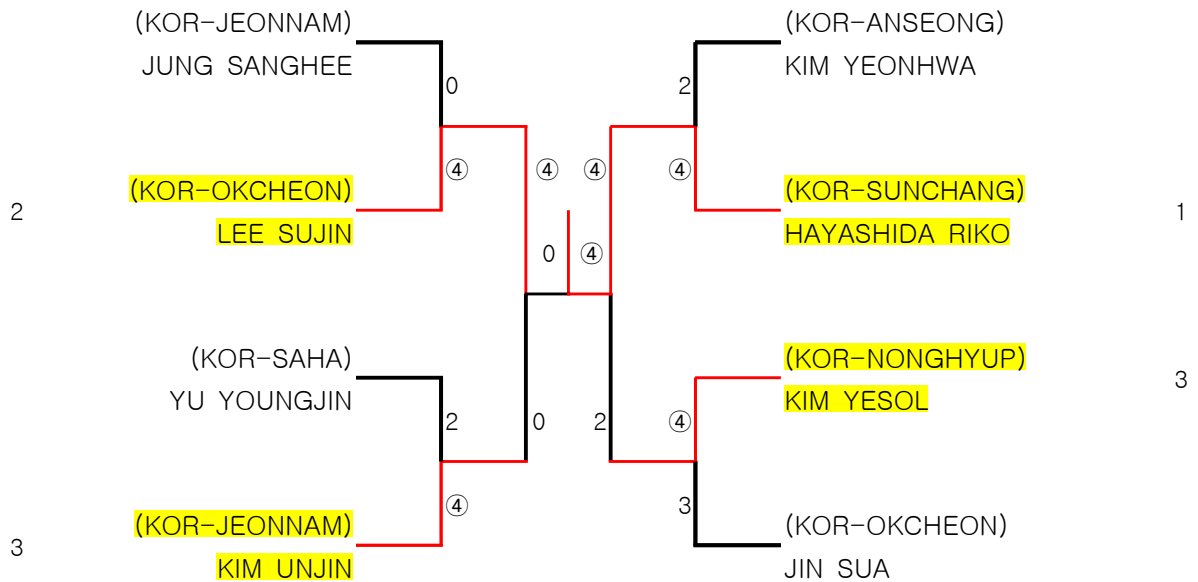 (KOR-JEONNAM)
JUNG SANGHEE
(KOR-ANSEONG)
KIM YEONHWA
0
2
④
④
④
④
2
(KOR-OKCHEON)
LEE SUJIN
(KOR-SUNCHANG)
HAYASHIDA RIKO
1
0
④
(KOR-SAHA)
YU YOUNGJIN
(KOR-NONGHYUP)
KIM YESOL
3
2
0
2
④
④
3
3
(KOR-JEONNAM)
KIM UNJIN
(KOR-OKCHEON)
JIN SUA